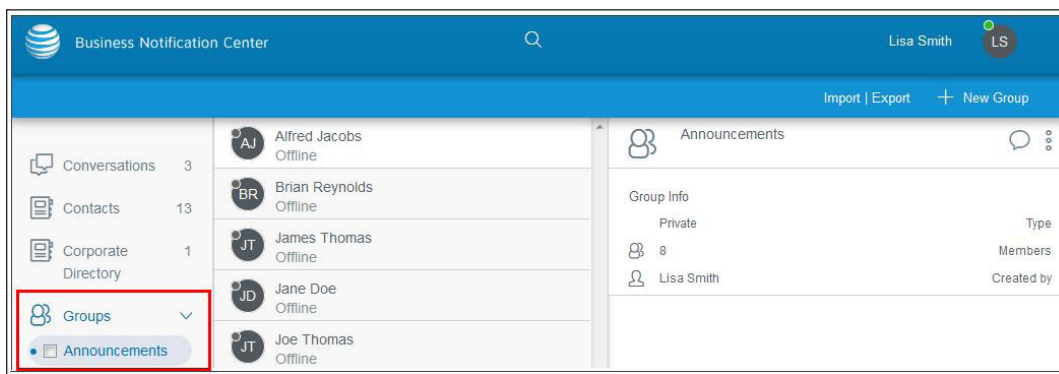 Business Notification Center
Lisa Smith
LS
Import | Export
+ New Group
Conversations 3
Contacts 13
Corporate 1
Directory
Groups
Announcements
AJ
Alfred Jacobs
Offline
BR
Brian Reynolds
Offline
JT
James Thomas
Offline
JD
Jane Doe
Offline
JT
Joe Thomas
Offline
Announcements
Group Info
Private Type
8 Members
Lisa Smith Created by